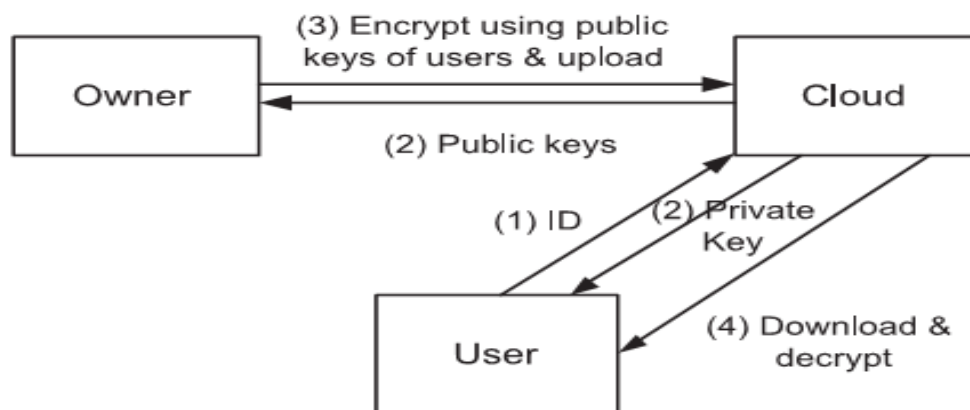 (3) Encrypt using public
keys of users & upload
Owner
Cloud
(2) Public keys
(1) ID
(2) Private
Key
(4) Download &
decrypt
User